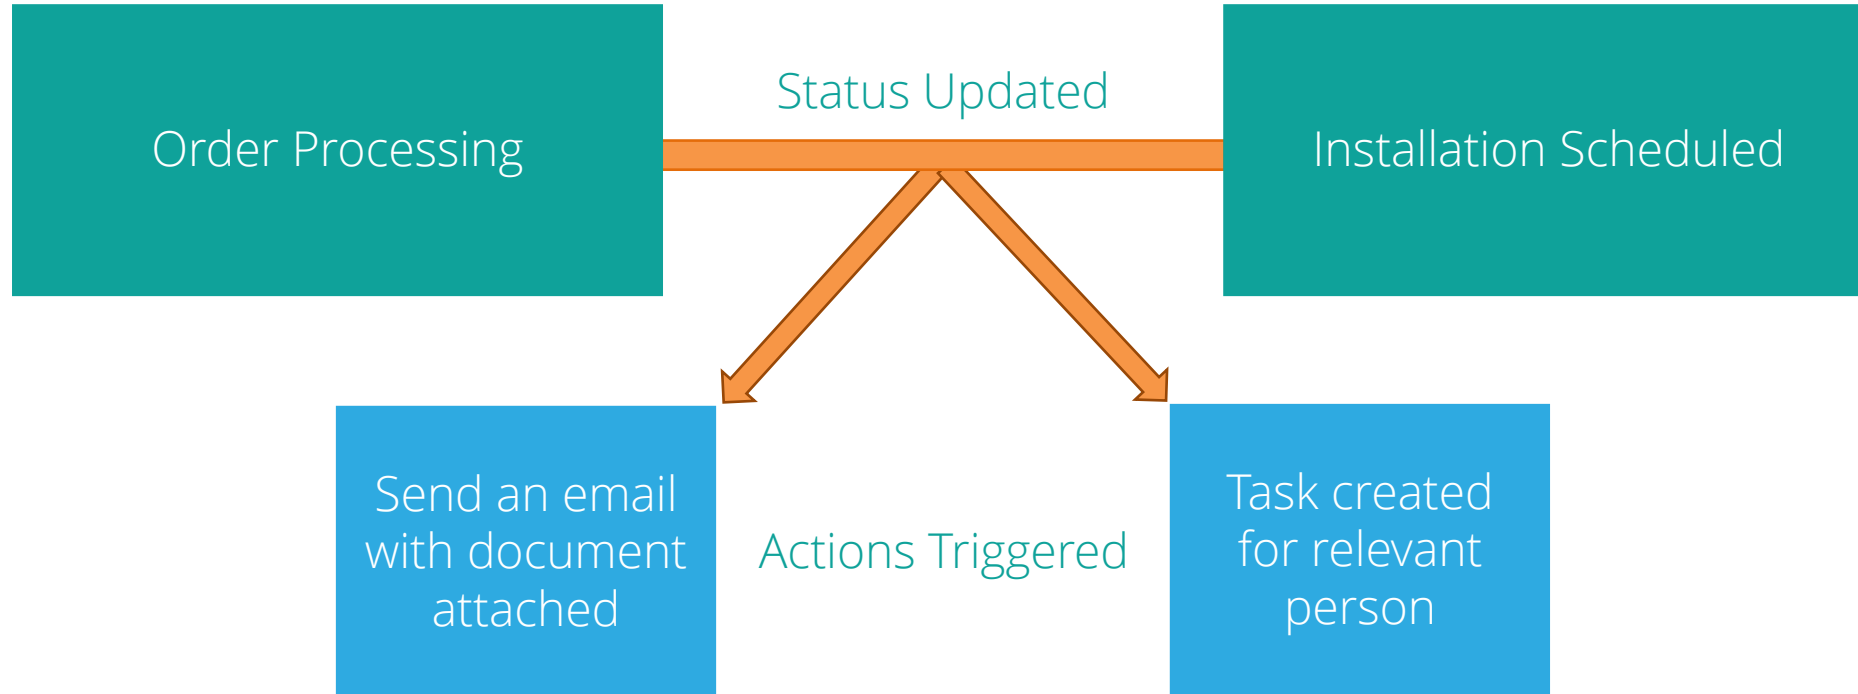 Status Updated
Order Processing
Installation Scheduled
Send an email
with document
attached
Actions Triggered
Task created
for relevant
person